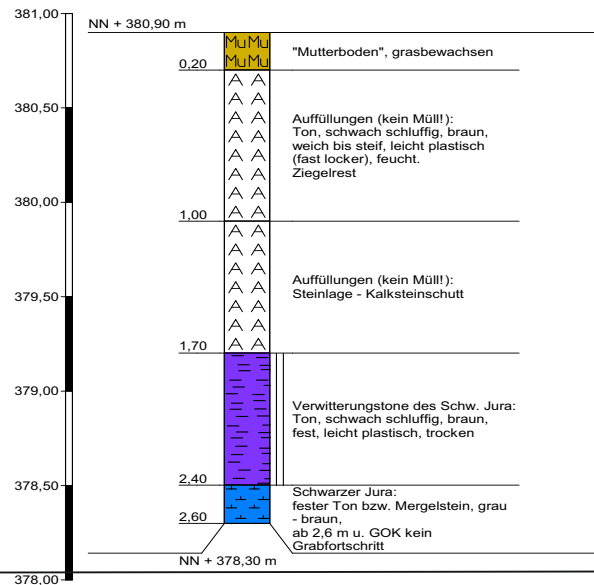 381,00
NN + 380,90 m
Mu Mu
Mu Mu
"Mutterboden", grasbewachsen
0,20
380,50
A A
A A
A A
A A
A A
A A
A A
A A
Auffüllungen (kein Müll!):
Ton, schwach schluffig, braun,
weich bis steif, leicht plastisch
(fast locker), feucht.
Ziegelrest
380,00
1,00
A A
A A
A A
A A
A A
A A
A A
379,50
Auffüllungen (kein Müll!):
Steinlage - Kalksteinschutt
1,70
379,00
Verwitterungstone des Schw. Jura:
Ton, schwach schluffig, braun,
fest, leicht plastisch, trocken
378,50
2,40
Schwarzer Jura:
fester Ton bzw. Mergelstein, grau
- braun,
ab 2,6 m u. GOK kein
Grabfortschritt
2,60
NN + 378,30 m
378,00